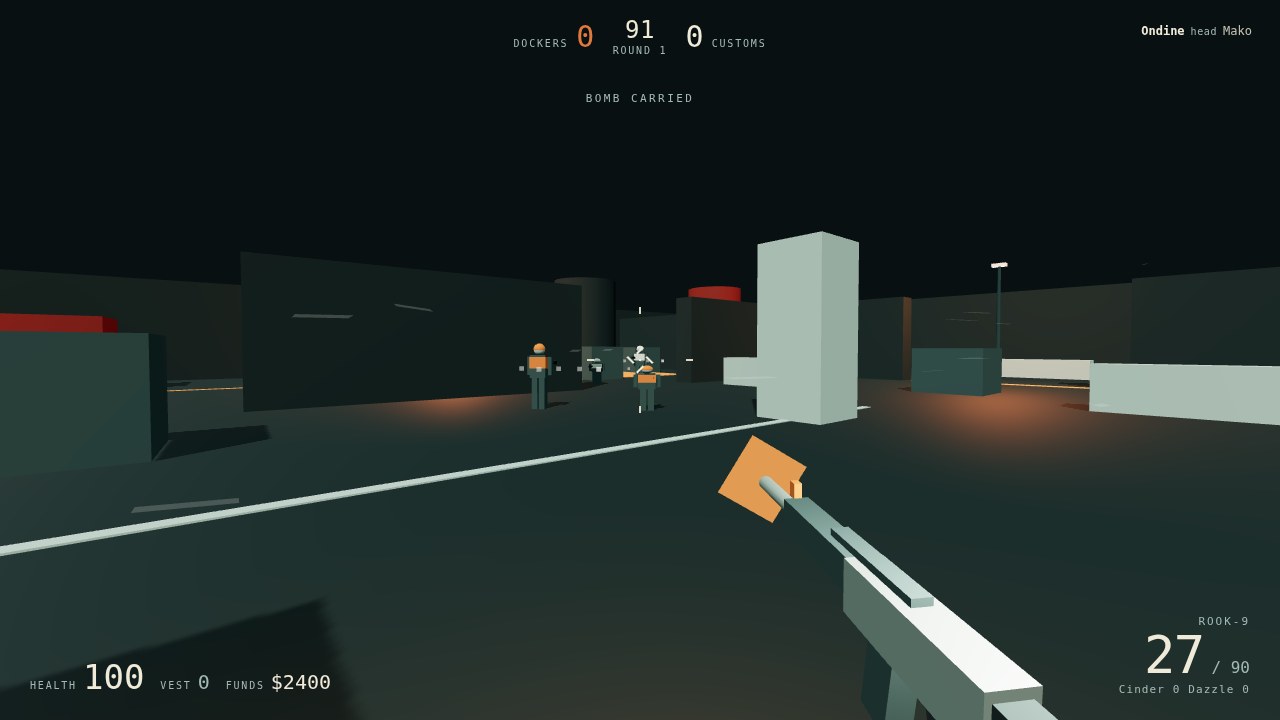 DOCKERS 0 91 0 CUSTOMS
ROUND 1
Ondine head Mako
BOMB CARRIED
ROOK-9
27 / 90
Cinder 0 Dazzle 0
HEALTH 100 VEST 0 FUNDS $2400